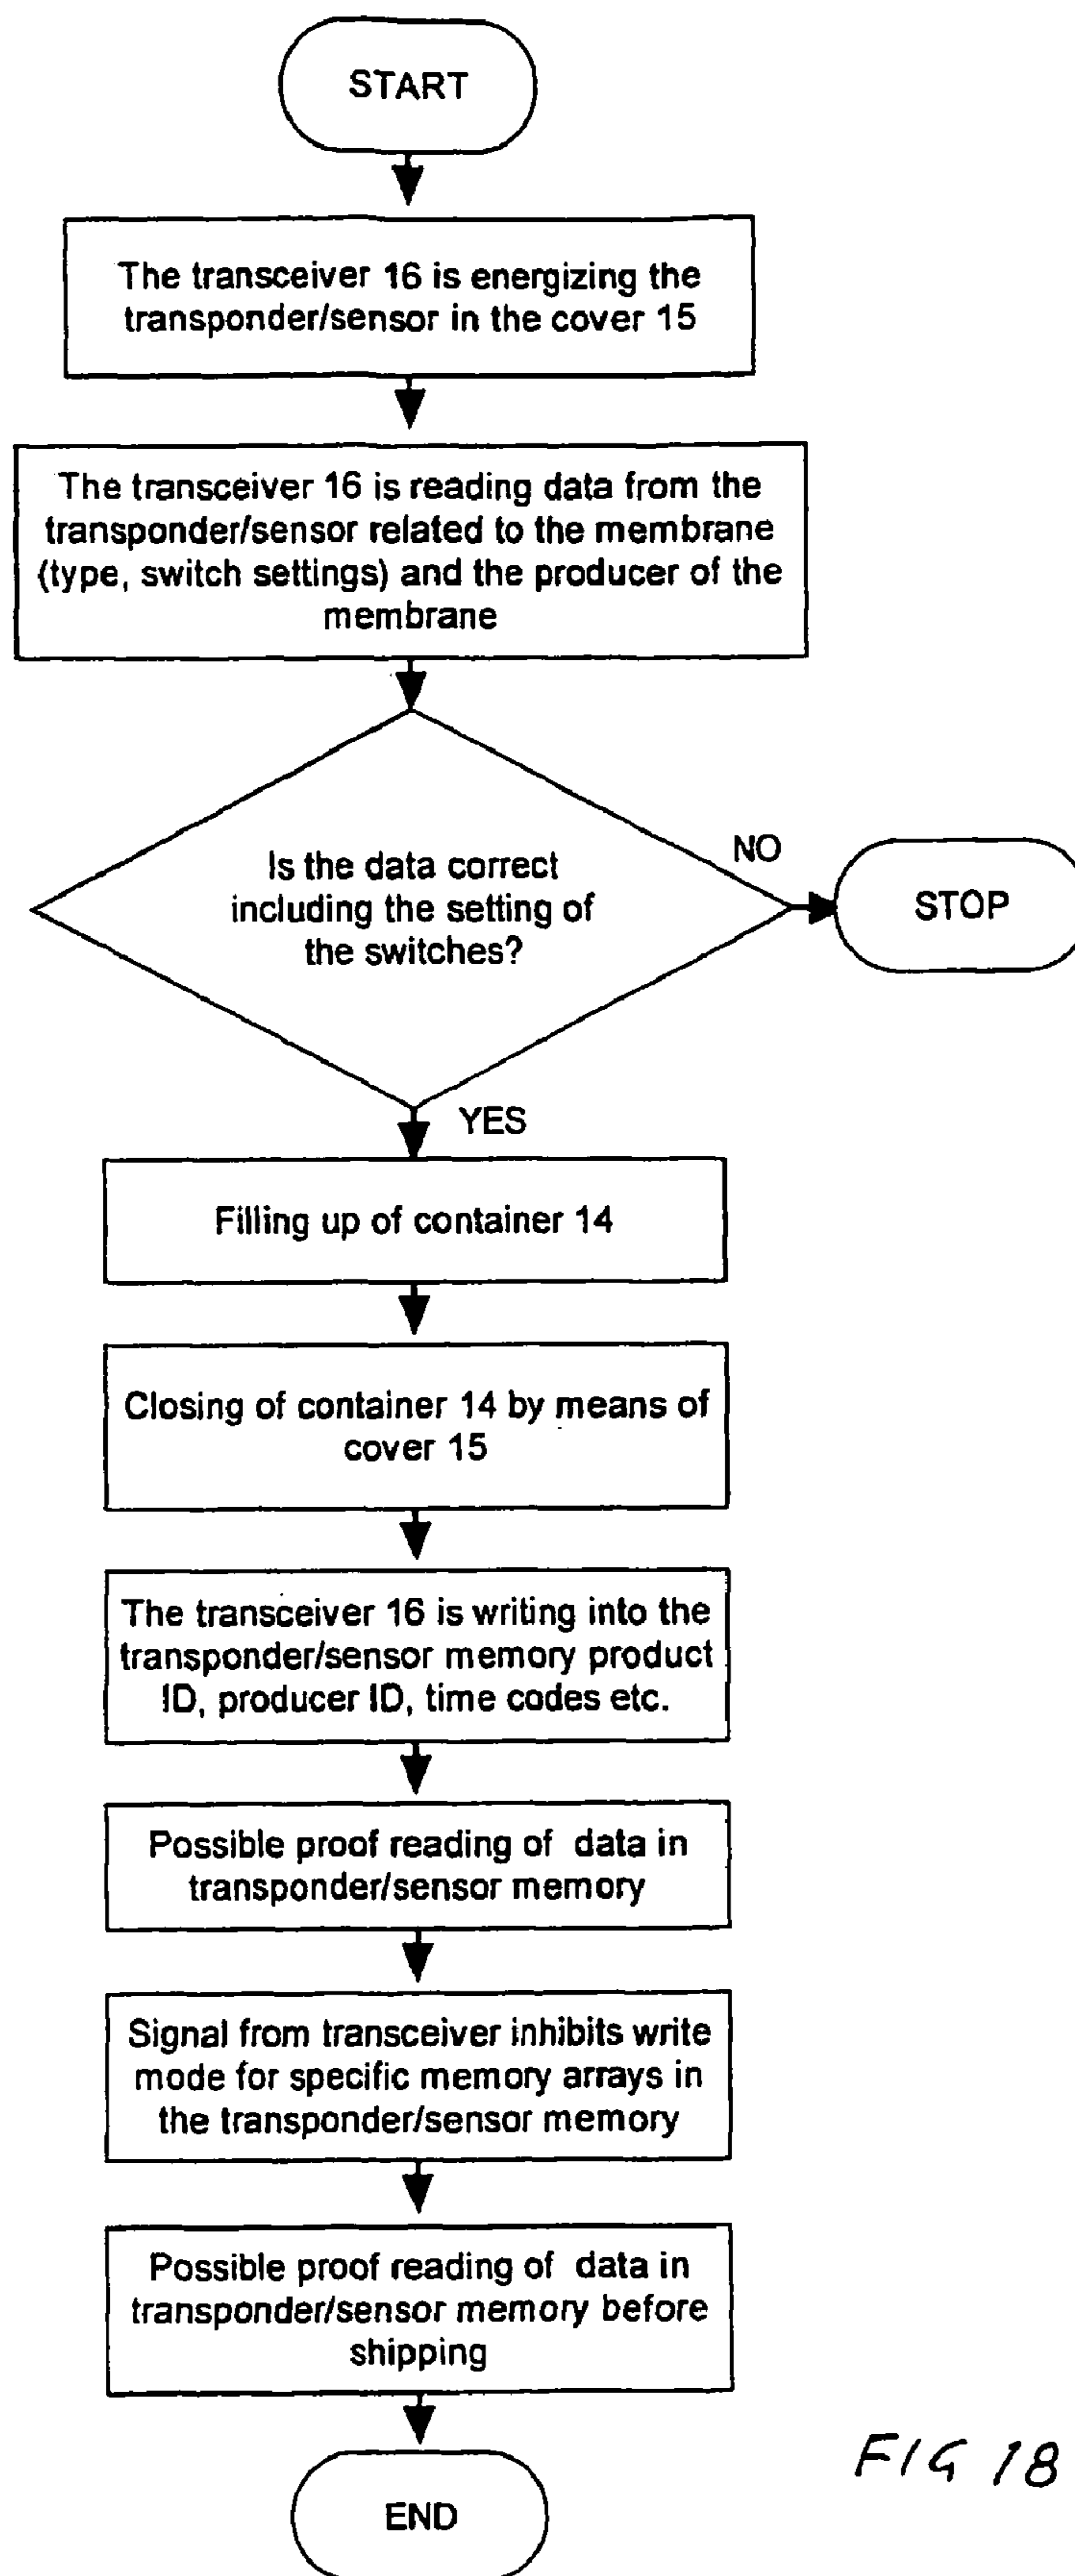 START
The transceiver 16 is energizing the
transponder/sensor in the cover 15
The transceiver 16 is reading data from the
transponder/sensor related to the membrane
(type, switch settings) and the producer of the
membrane
Is the data correct
including the setting of
the switches?
NO
STOP
YES
Filling up of container 14
Closing of container 14 by means of
cover 15
The transceiver 16 is writing into the
transponder/sensor memory product
ID, producer ID, time codes etc.
Possible proof reading of data in
transponder/sensor memory
Signal from transceiver inhibits write
mode for specific memory arrays in
the transponder/sensor memory
Possible proof reading of data in
transponder/sensor memory before
shipping
END
FIG 18